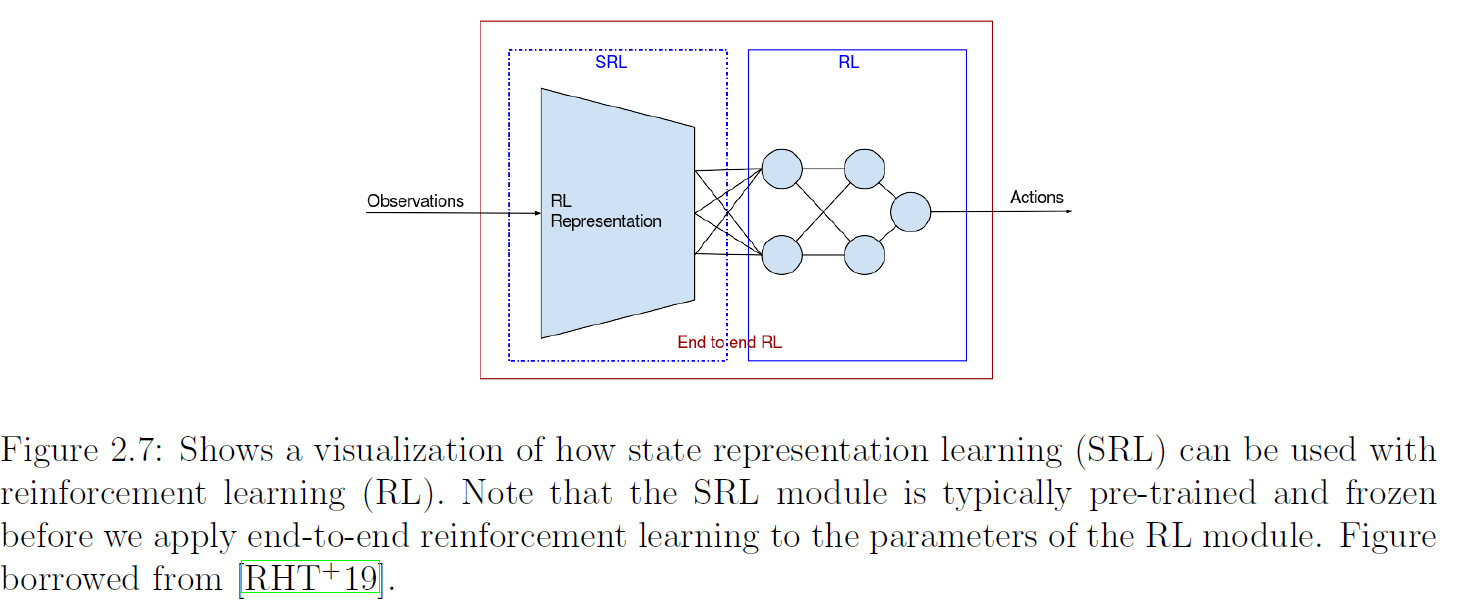 SRL
RL
Observations
RL
Representation
Actions
End to end RL
Figure 2.7: Shows a visualization of how state representation learning (SRL) can be used with
reinforcement learning (RL). Note that the SRL module is typically pre-trained and frozen
before we apply end-to-end reinforcement learning to the parameters of the RL module. Figure
borrowed from [RHT+19].